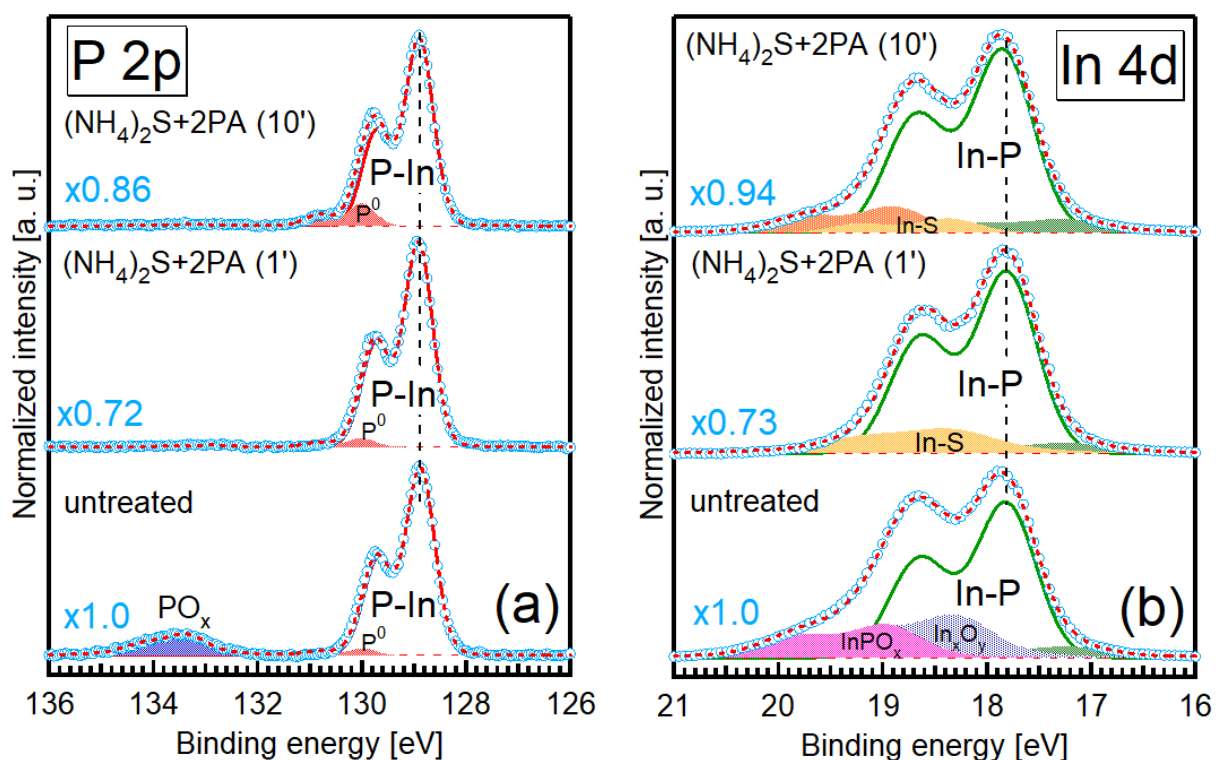 P 2p
(NH₄)₂S+2PA (10')
x0.86
P-In
P⁰
(NH₄)₂S+2PA (1')
x0.72
P-In
P⁰
untreated
x1.0
POₓ
P-In
P⁰
(a)
Normalized intensity [a. u.]
136 134 132 130 128 126
Binding energy [eV]
In 4d
(NH₄)₂S+2PA (10')
x0.94
In-P
In-S
(NH₄)₂S+2PA (1')
x0.73
In-P
In-S
untreated
x1.0
In-P
InPOₓ
InₓOᵧ
(b)
Normalized intensity [a. u.]
21 20 19 18 17 16
Binding energy [eV]